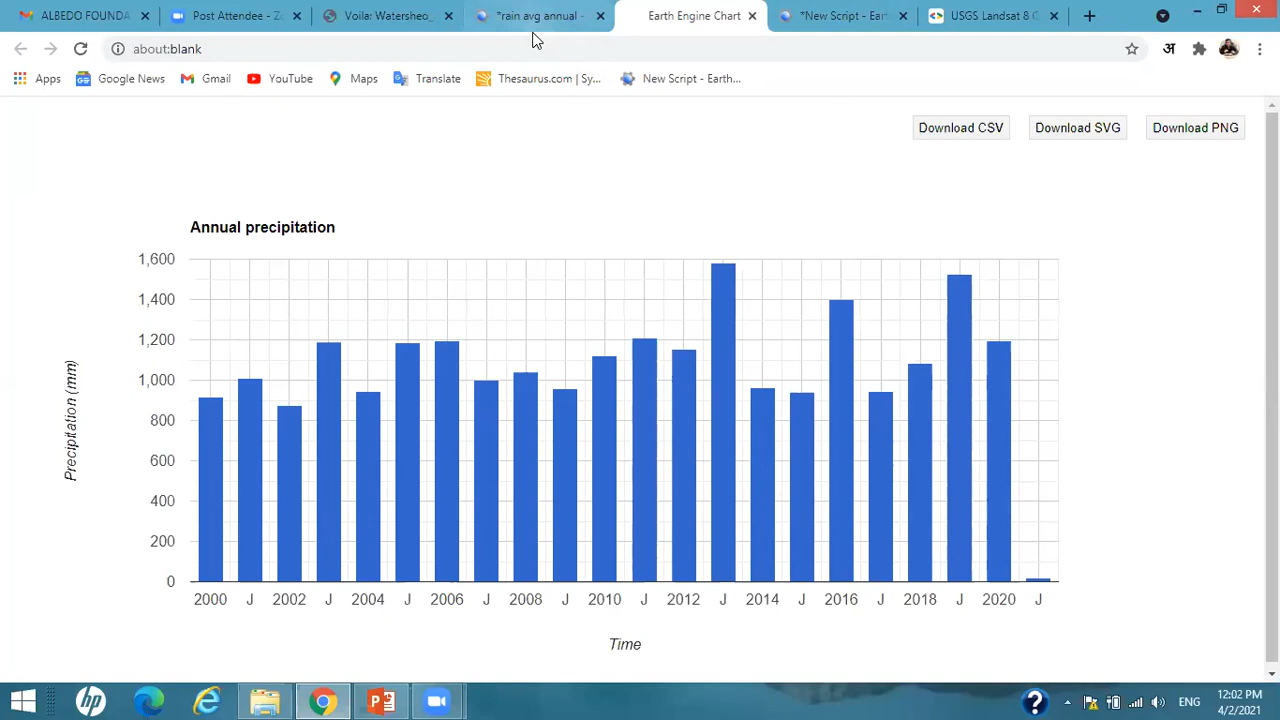 ALBEDO FOUNDA
Post Attendee - Zo
Voila! Watershed
*rain avg annual -
Earth Engine Chart
*New Script - Eart
USGS Landsat 8 C
about:blank
अ
Apps
Google News
Gmail
YouTube
Maps
Translate
Thesaurus.com | Sy...
New Script - Earth...
Download CSV
Download SVG
Download PNG
Annual precipitation
1,600
1,400
1,200
1,000
800
600
400
200
0
Precipitation (mm)
2000 J 2002 J 2004 J 2006 J 2008 J 2010 J 2012 J 2014 J 2016 J 2018 J 2020 J
Time
hp
ENG
12:02 PM
4/2/2021